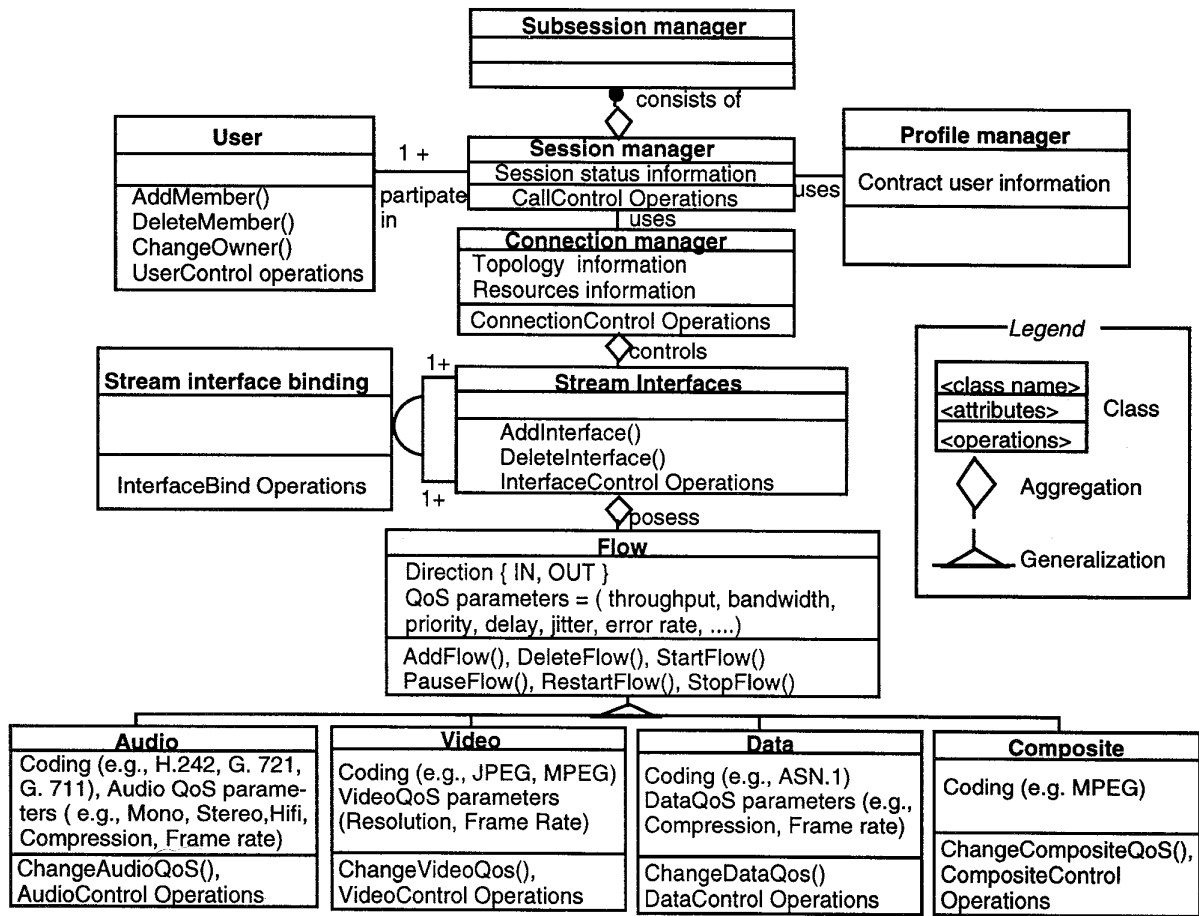 Subsession manager
consists of
User
AddMember()
DeleteMember()
ChangeOwner()
UserControl operations
1 +
partipate
in
Session manager
Session status information
CallControl Operations
uses
Profile manager
Contract user information
uses
Connection manager
Topology information
Resources information
ConnectionControl Operations
controls
Stream interface binding
InterfaceBind Operations
1+
1+
Stream Interfaces
AddInterface()
DeleteInterface()
InterfaceControl Operations
posess
Legend
<class name>
<attributes>
<operations>
Class
Aggregation
Generalization
Flow
Direction { IN, OUT }
QoS parameters = ( throughput, bandwidth,
priority, delay, jitter, error rate, ....)
AddFlow(), DeleteFlow(), StartFlow()
PauseFlow(), RestartFlow(), StopFlow()
Audio
Coding (e.g., H.242, G. 721,
G. 711), Audio QoS parame-
ters ( e.g., Mono, Stereo,Hifi,
Compression, Frame rate)
ChangeAudioQoS(),
AudioControl Operations
Video
Coding (e.g., JPEG, MPEG)
VideoQoS parameters
(Resolution, Frame Rate)
ChangeVideoQos(),
VideoControl Operations
Data
Coding (e.g., ASN.1)
DataQoS parameters (e.g.,
Compression, Frame rate)
ChangeDataQos()
DataControl Operations
Composite
Coding (e.g. MPEG)
ChangeCompositeQoS(),
CompositeControl
Operations